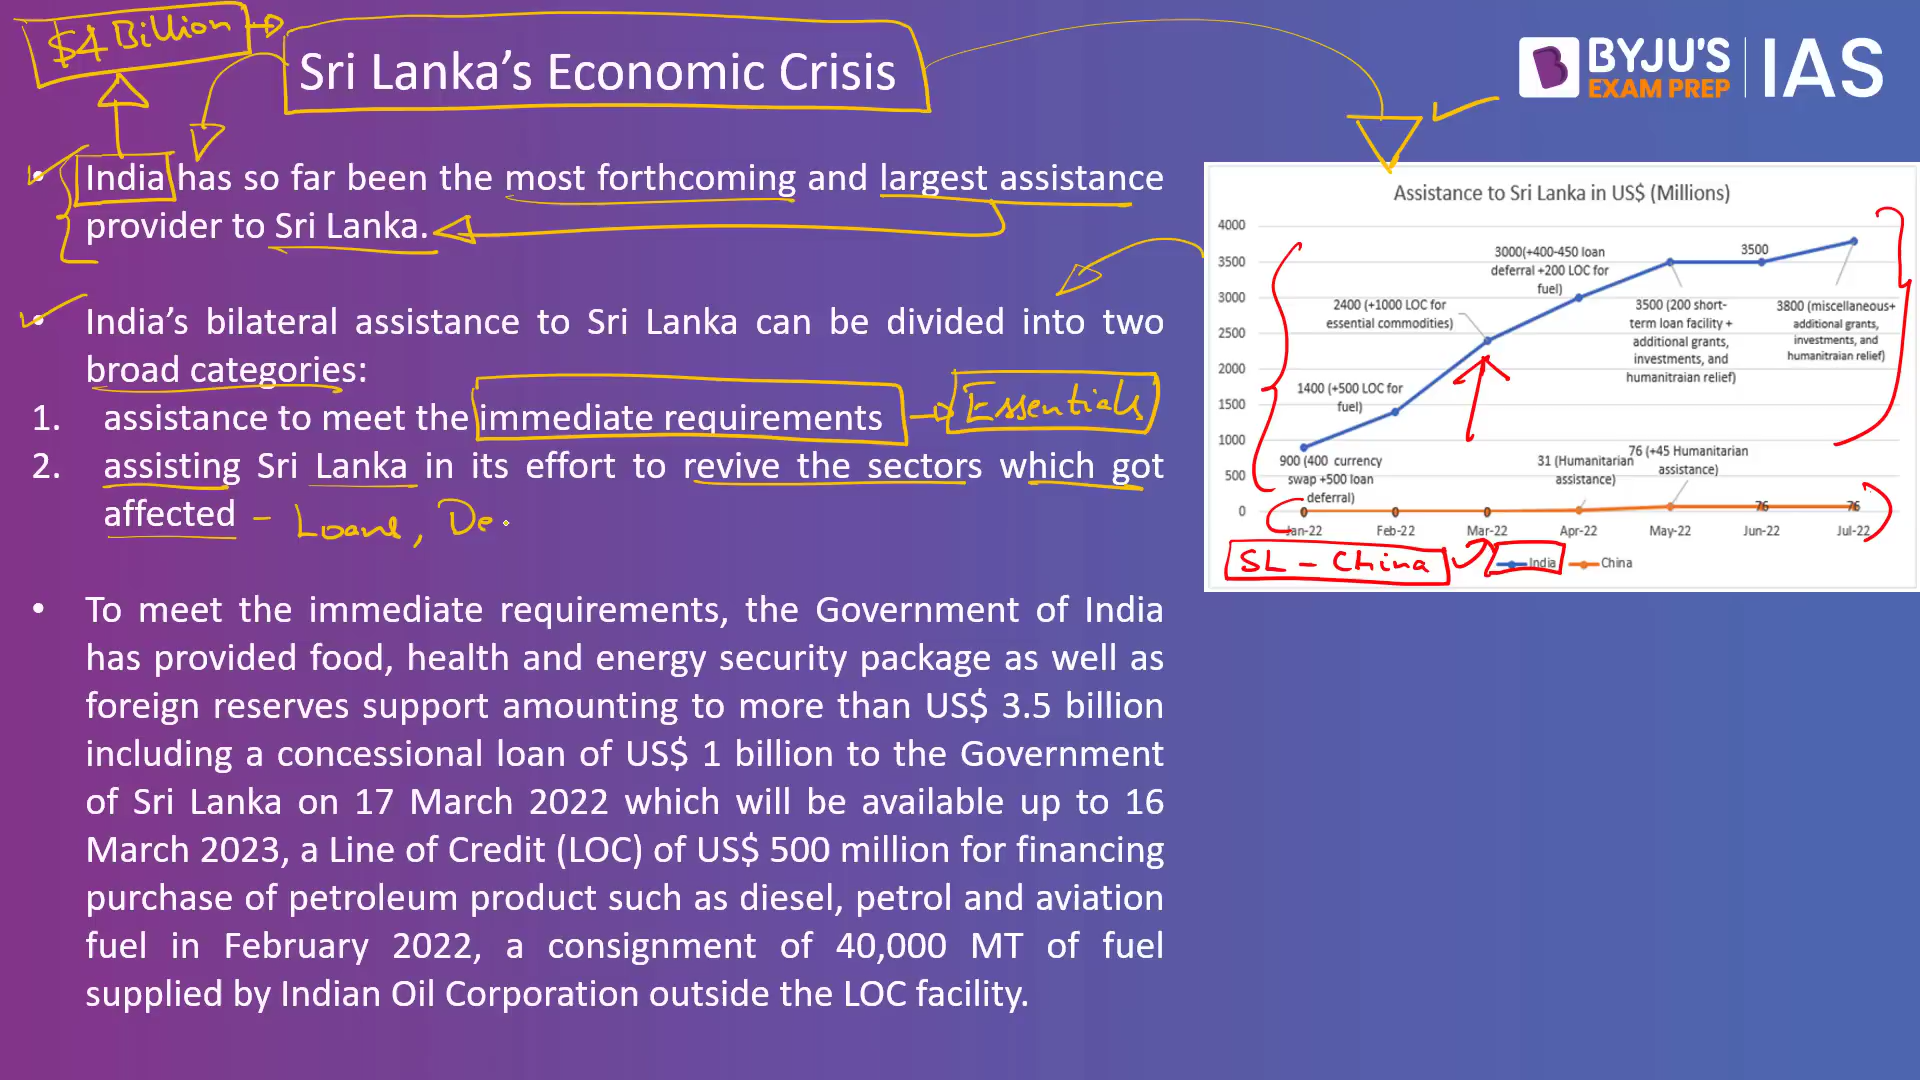 $4 Billion
Sri Lanka's Economic Crisis
BYJU'S
EXAM PREP
IAS
• India has so far been the most forthcoming and largest assistance
provider to Sri Lanka.
• India's bilateral assistance to Sri Lanka can be divided into two
broad categories:
1. assistance to meet the immediate requirements
Essentials
2. assisting Sri Lanka in its effort to revive the sectors which got
affected
- Loans, De
• To meet the immediate requirements, the Government of India
has provided food, health and energy security package as well as
foreign reserves support amounting to more than US$ 3.5 billion
including a concessional loan of US$ 1 billion to the Government
of Sri Lanka on 17 March 2022 which will be available up to 16
March 2023, a Line of Credit (LOC) of US$ 500 million for financing
purchase of petroleum product such as diesel, petrol and aviation
fuel in February 2022, a consignment of 40,000 MT of fuel
supplied by Indian Oil Corporation outside the LOC facility.
Assistance to Sri Lanka in US$ (Millions)
4000
3500
3000
2500
2000
1500
1000
500
0
900 (400 currency
swap +500 loan
deferral)
1400 (+500 LOC for
fuel)
2400 (+1000 LOC for
essential commodities)
3000(+400-450 loan
deferral +200 LOC for
fuel)
3500 (200 short-
term loan facility +
additional grants,
investments, and
humanitraian relief)
3500
3800 (miscellaneous+
additional grants,
investments, and
humanitraian relief)
0
0
0
31 (Humanitarian
assistance)
76 (+45 Humanitarian
assistance)
76
76
Jan-22
Feb-22
Mar-22
Apr-22
May-22
Jun-22
Jul-22
SL - China
India
China